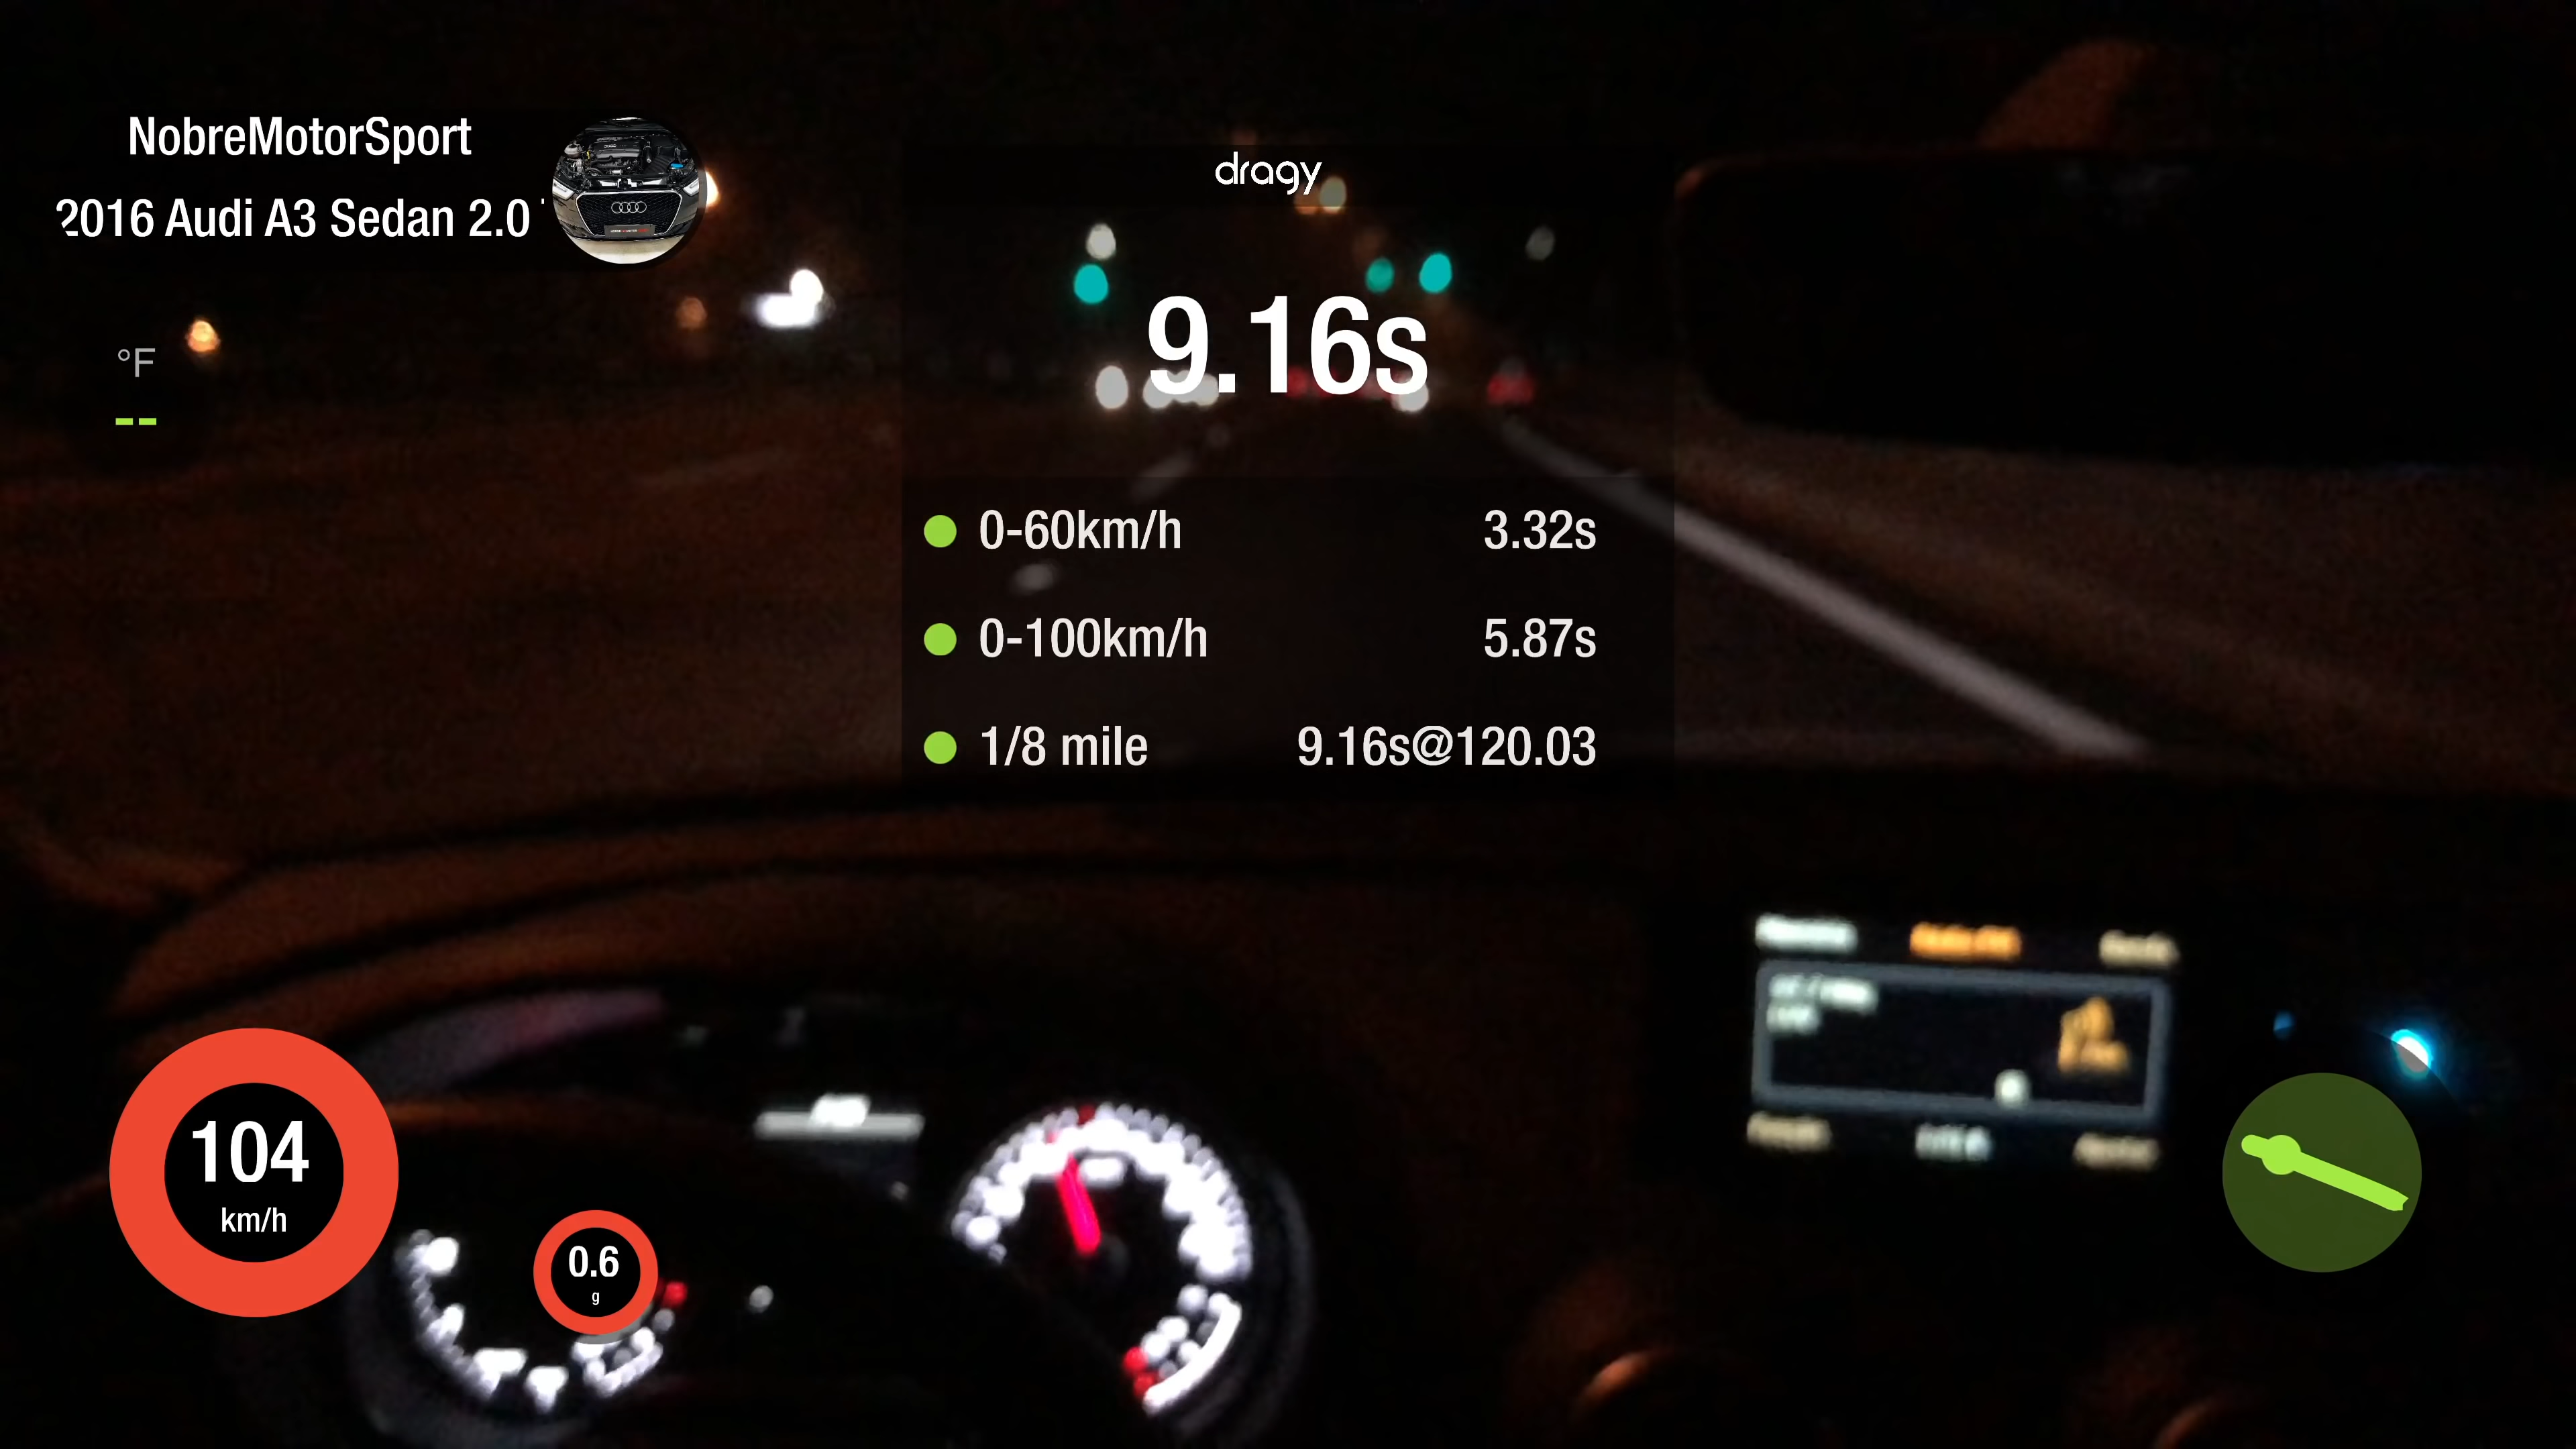 NobreMotorSport
2016 Audi A3 Sedan 2.0
°F
--
dragy
9.16s
0-60km/h 3.32s
0-100km/h 5.87s
1/8 mile 9.16s@120.03
104
km/h
0.6
g